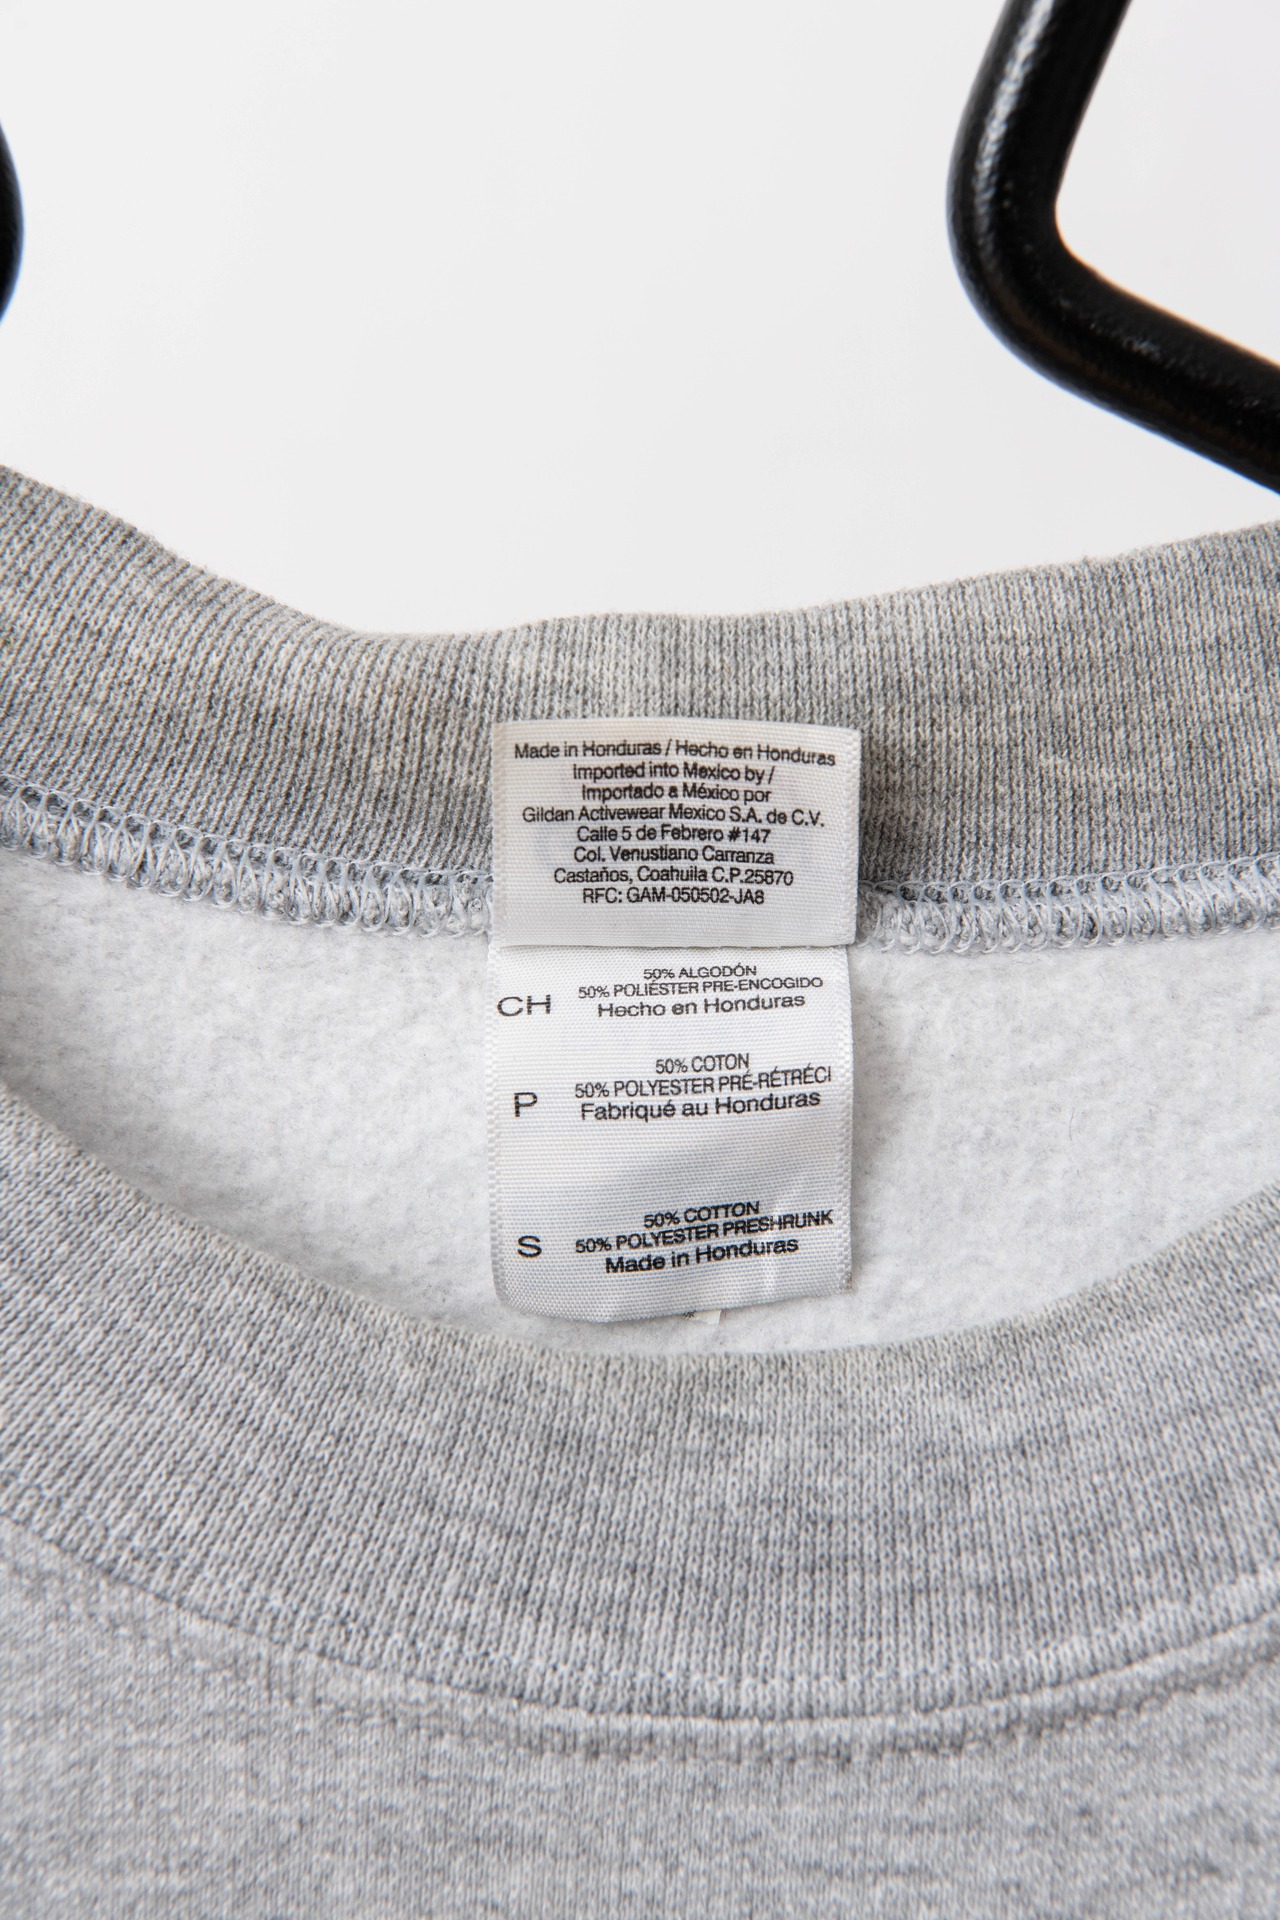 Made in Honduras / Hecho en Honduras
Imported into Mexico by /
Importado a México por
Gildan Activewear Mexico S.A. de C.V.
Calle 5 de Febrero #147
Col. Venustiano Carranza
Castaños, Coahuila C.P.25870
RFC: GAM-050502-JA8
50% ALGODÓN
50% POLIÉSTER PRE-ENCOGIDO
CH Hecho en Honduras
50% COTON
50% POLYESTER PRÉ-RÉTRÉCI
P Fabriqué au Honduras
50% COTTON
50% POLYESTER PRESHRUNK
S Made in Honduras